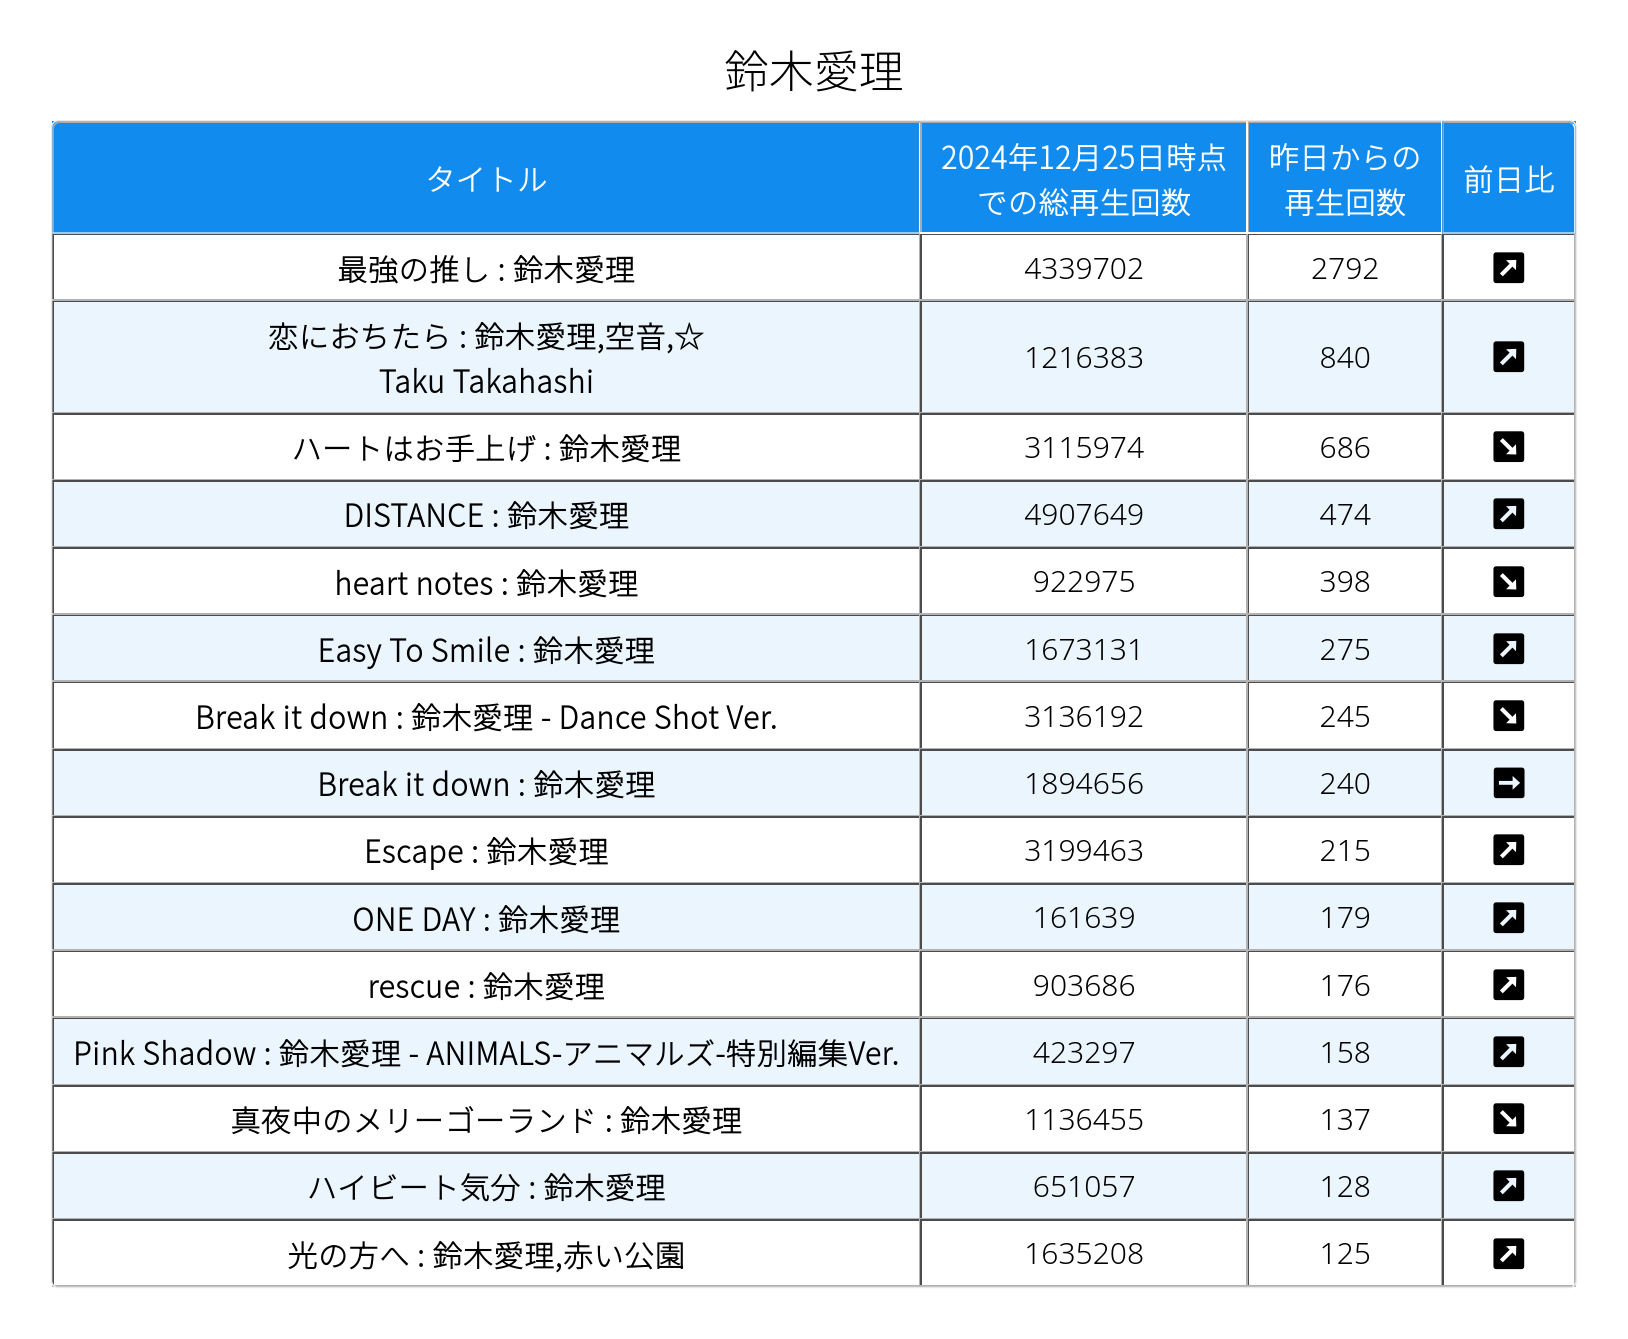 鈴木愛理
タイトル 2024年12月25日時点での総再生回数 昨日からの再生回数 前日比
最強の推し : 鈴木愛理 4339702 2792 ↗
恋におちたら : 鈴木愛理,空音,☆
Taku Takahashi 1216383 840 ↗
ハートはお手上げ : 鈴木愛理 3115974 686 ↘
DISTANCE : 鈴木愛理 4907649 474 ↗
heart notes : 鈴木愛理 922975 398 ↘
Easy To Smile : 鈴木愛理 1673131 275 ↗
Break it down : 鈴木愛理 - Dance Shot Ver. 3136192 245 ↘
Break it down : 鈴木愛理 1894656 240 →
Escape : 鈴木愛理 3199463 215 ↗
ONE DAY : 鈴木愛理 161639 179 ↗
rescue : 鈴木愛理 903686 176 ↗
Pink Shadow : 鈴木愛理 - ANIMALS-アニマルズ-特別編集Ver. 423297 158 ↗
真夜中のメリーゴーランド : 鈴木愛理 1136455 137 ↘
ハイビート気分 : 鈴木愛理 651057 128 ↗
光の方へ : 鈴木愛理,赤い公園 1635208 125 ↗